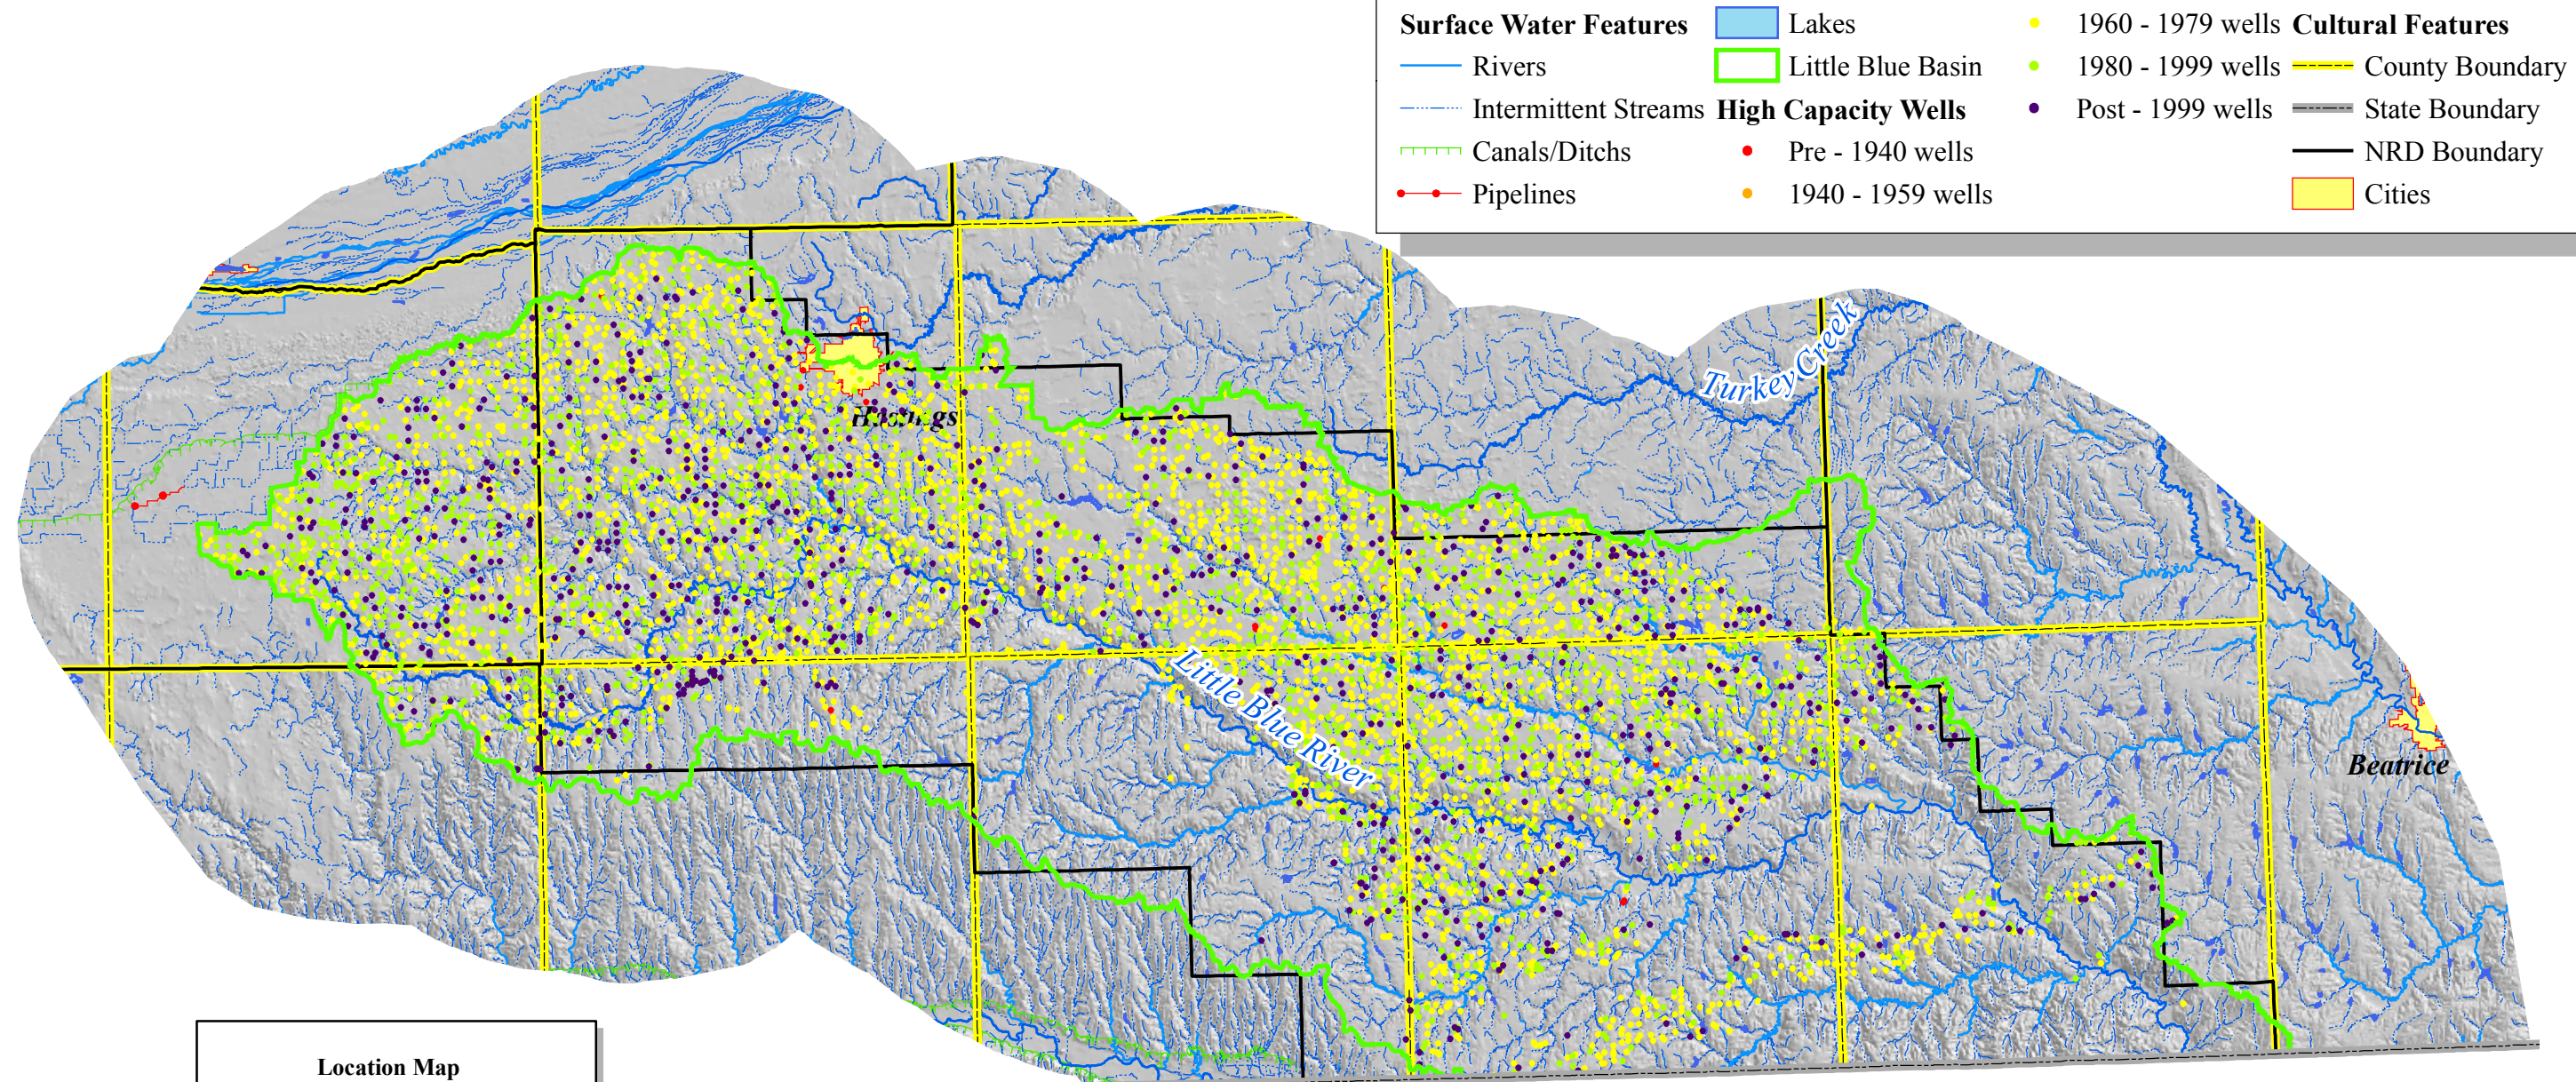 Surface Water Features
Rivers
Intermittent Streams
Canals/Ditchs
Pipelines
Lakes
Little Blue Basin
High Capacity Wells
Pre - 1940 wells
1940 - 1959 wells
1960 - 1979 wells
1980 - 1999 wells
Post - 1999 wells
Cultural Features
County Boundary
State Boundary
NRD Boundary
Cities
Turkey Creek
Hastings
Little Blue River
Beatrice
Location Map